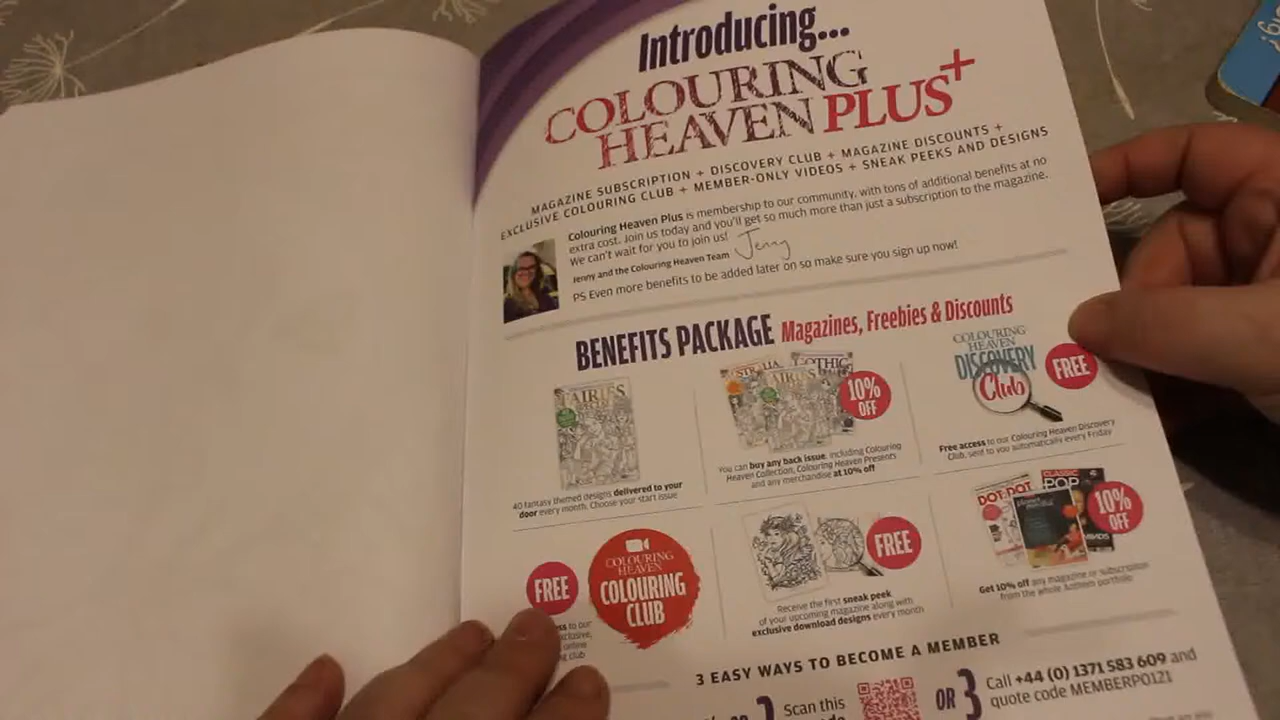 Introducing...
COLOURING
HEAVEN PLUS+
MAGAZINE SUBSCRIPTION + DISCOVERY CLUB + MAGAZINE DISCOUNTS +
EXCLUSIVE COLOURING CLUB + MEMBER-ONLY VIDEOS + SNEAK PEEKS AND DESIGNS
Colouring Heaven Plus is membership to our community, with tons of additional benefits at no
extra cost. Join us today and you'll get so much more than just a subscription to the magazine.
We can't wait for you to join us! Jenny
Jenny and the Colouring Heaven Team
PS Even more benefits to be added later on so make sure you sign up now!
BENEFITS PACKAGE Magazines, Freebies & Discounts
FAIRIES
40 fantasy themed designs delivered to your
door every month. Choose your start issue
GOTHIC
FAIRIES
10%
OFF
You can buy any back issue, including Colouring
Heaven Collection, Colouring Heaven Presents
and any merchandise at 10% off
COLOURING
HEAVEN
DISCOVERY
Club
FREE
Free access to our Colouring Heaven Discovery
Club, sent to you automatically every Friday
FREE
COLOURING
HEAVEN
COLOURING
CLUB
to our
online
club
FREE
Receive the first sneak peek
of your upcoming magazine along with
exclusive download designs every month
DOT DOT
CLASSIC
POP
10%
OFF
Get 10% off any magazine or subscription
from the whole Anthem portfolio
3 EASY WAYS TO BECOME A MEMBER
Scan this
OR 3
Call +44 (0) 1371 583 609 and
quote code MEMBERP0121